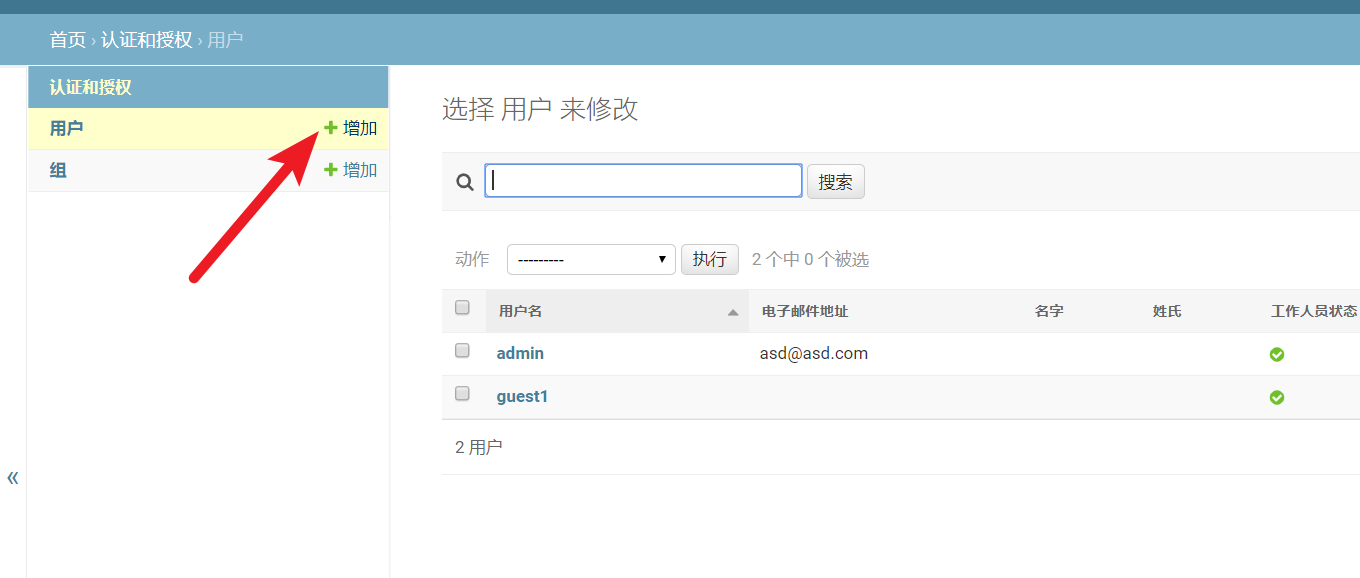 首页 › 认证和授权 › 用户
认证和授权
用户 增加
组 增加
«
选择 用户 来修改
搜索
动作 --------- 执行 2 个中 0 个被选
用户名 电子邮件地址 名字 姓氏 工作人员状态
admin asd@asd.com
guest1
2 用户